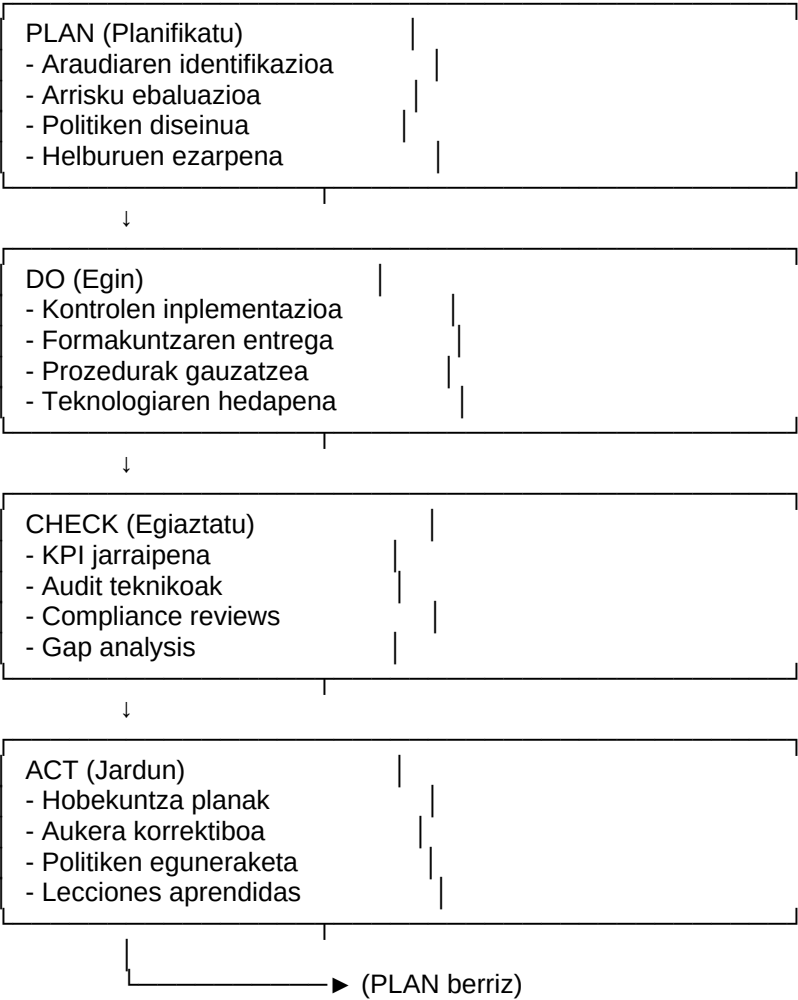 PLAN (Planifikatu)
- Araudiaren identifikazioa
- Arrisku ebaluazioa
- Politiken diseinua
- Helburuen ezarpena
↓
DO (Egin)
- Kontrolen inplementazioa
- Formakuntzaren entrega
- Prozedurak gauzatzea
- Teknologiaren hedapena
↓
CHECK (Egiaztatu)
- KPI jarraipena
- Audit teknikoak
- Compliance reviews
- Gap analysis
↓
ACT (Jardun)
- Hobekuntza planak
- Aukera korrektiboa
- Politiken eguneraketa
- Lecciones aprendidas
► (PLAN berriz)